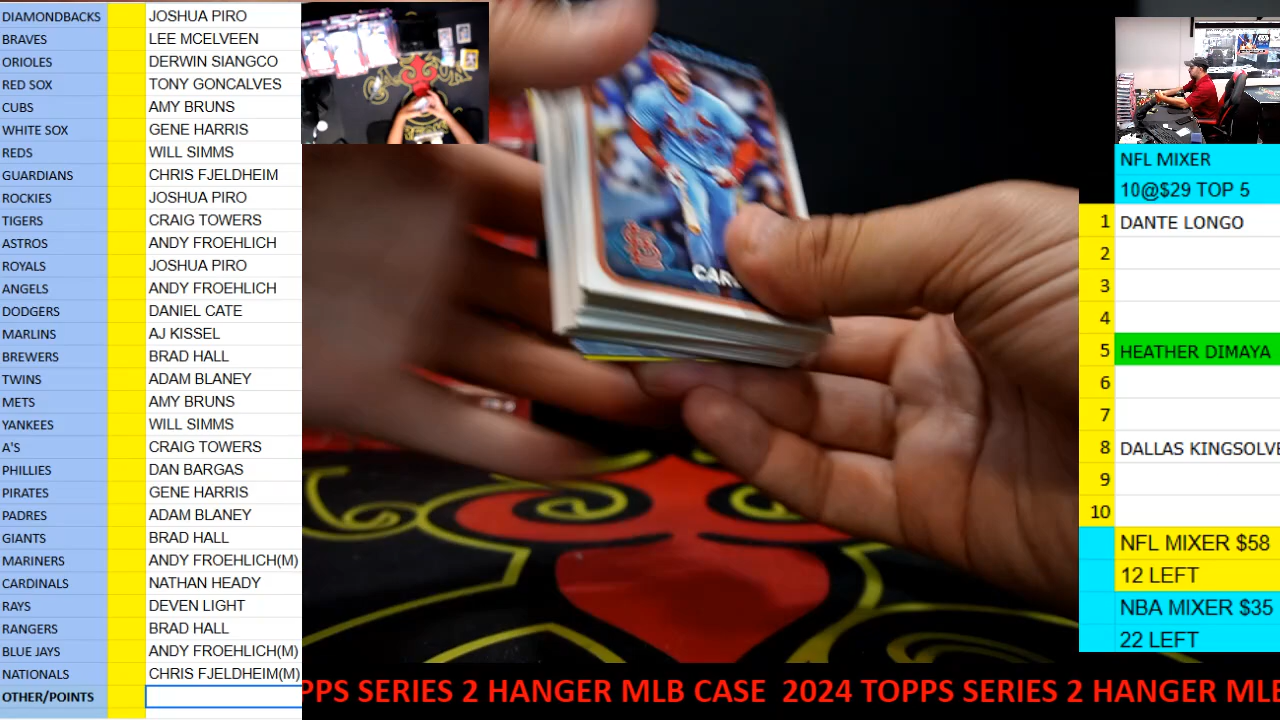 DIAMONDBACKS JOSHUA PIRO
BRAVES LEE MCELVEEN
ORIOLES DERWIN SIANGCO
RED SOX TONY GONCALVES
CUBS AMY BRUNS
WHITE SOX GENE HARRIS
REDS WILL SIMMS
GUARDIANS CHRIS FJELDHEIM
ROCKIES JOSHUA PIRO
TIGERS CRAIG TOWERS
ASTROS ANDY FROEHLICH
ROYALS JOSHUA PIRO
ANGELS ANDY FROEHLICH
DODGERS DANIEL CATE
MARLINS AJ KISSEL
BREWERS BRAD HALL
TWINS ADAM BLANEY
METS AMY BRUNS
YANKEES WILL SIMMS
A'S CRAIG TOWERS
PHILLIES DAN BARGAS
PIRATES GENE HARRIS
PADRES ADAM BLANEY
GIANTS BRAD HALL
MARINERS ANDY FROEHLICH(M)
CARDINALS NATHAN HEADY
RAYS DEVEN LIGHT
RANGERS BRAD HALL
BLUE JAYS ANDY FROEHLICH(M)
NATIONALS CHRIS FJELDHEIM(M)
OTHER/POINTS
CAR
NFL MIXER
10@$29 TOP 5
1 DANTE LONGO
2
3
4
5 HEATHER DIMAYA
6
7
8 DALLAS KINGSOLVE
9
10
NFL MIXER $58
12 LEFT
NBA MIXER $35
22 LEFT
PPS SERIES 2 HANGER MLB CASE 2024 TOPPS SERIES 2 HANGER MLB